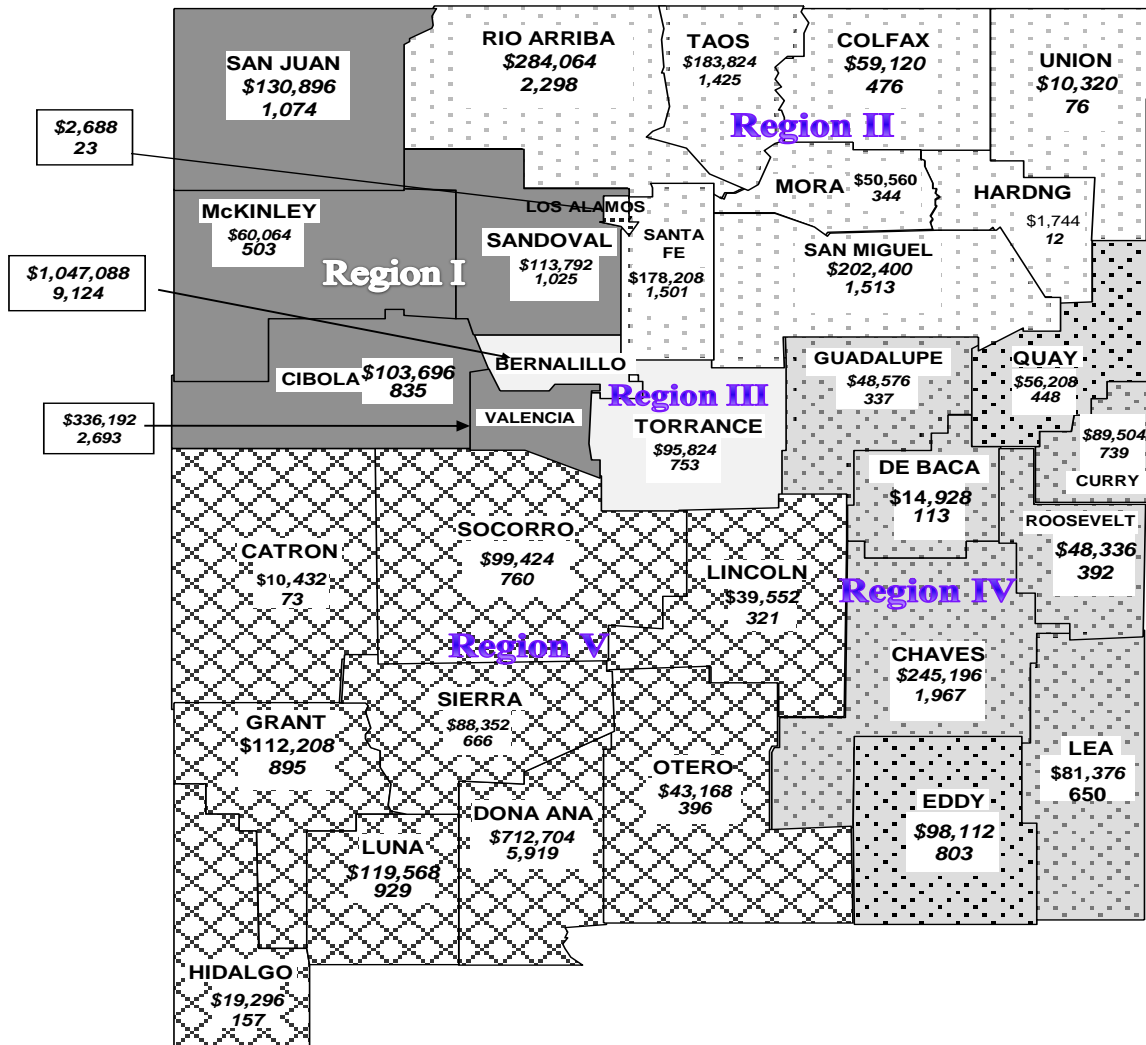 SAN JUAN
$130,896
1,074
RIO ARRIBA
$284,064
2,298
TAOS
$183,824
1,425
COLFAX
$59,120
476
UNION
$10,320
76
$2,688
23
Region II
MORA $50,560
344
HARDNG
$1,744
12
McKINLEY
$60,064
503
LOS ALAMOS
SANDOVAL
$113,792
1,025
SANTA
FE
$178,208
1,501
SAN MIGUEL
$202,400
1,513
Region I
$1,047,088
9,124
BERNALILLO
CIBOLA $103,696
835
GUADALUPE
$48,576
337
QUAY
$56,208
448
Region III
$336,192
2,693
VALENCIA
TORRANCE
$95,824
753
$89,504
739
CURRY
DE BACA
$14,928
113
ROOSEVELT
$48,336
392
SOCORRO
$99,424
760
CATRON
$10,432
73
LINCOLN
$39,552
321
Region IV
Region V
CHAVES
$245,196
1,967
SIERRA
$88,352
666
GRANT
$112,208
895
OTERO
$43,168
396
LEA
$81,376
650
EDDY
$98,112
803
DONA ANA
$712,704
5,919
LUNA
$119,568
929
HIDALGO
$19,296
157